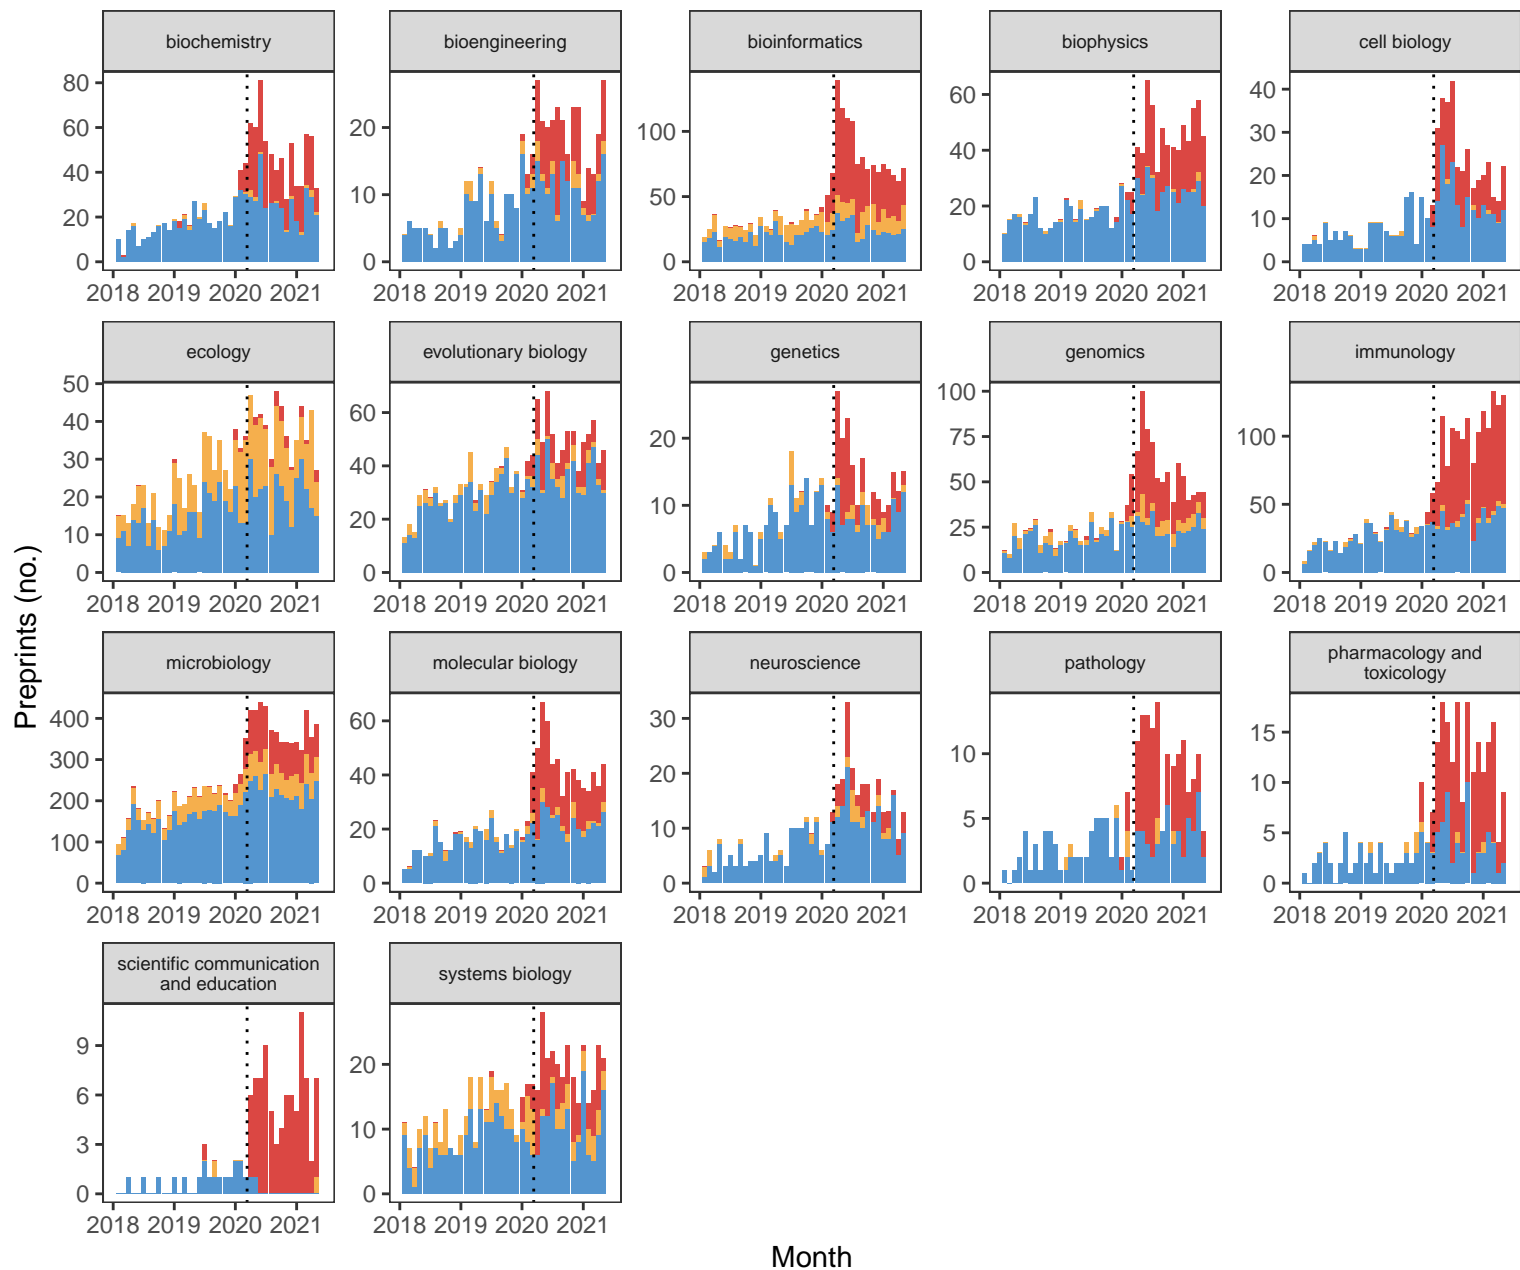 biochemistry
bioengineering
bioinformatics
biophysics
cell biology
80
60
40
20
0
20
10
0
100
50
0
60
40
20
0
40
30
20
10
0
2018 2019 2020 2021
2018 2019 2020 2021
2018 2019 2020 2021
2018 2019 2020 2021
2018 2019 2020 2021
ecology
evolutionary biology
genetics
genomics
immunology
50
40
30
20
10
0
60
40
20
0
20
10
0
100
75
50
25
0
100
50
0
2018 2019 2020 2021
2018 2019 2020 2021
2018 2019 2020 2021
2018 2019 2020 2021
2018 2019 2020 2021
Preprints (no.)
microbiology
molecular biology
neuroscience
pathology
pharmacology and
toxicology
400
300
200
100
0
60
40
20
0
30
20
10
0
10
5
0
15
10
5
0
2018 2019 2020 2021
2018 2019 2020 2021
2018 2019 2020 2021
2018 2019 2020 2021
2018 2019 2020 2021
scientific communication
and education
systems biology
9
6
3
0
20
10
0
2018 2019 2020 2021
2018 2019 2020 2021
Month